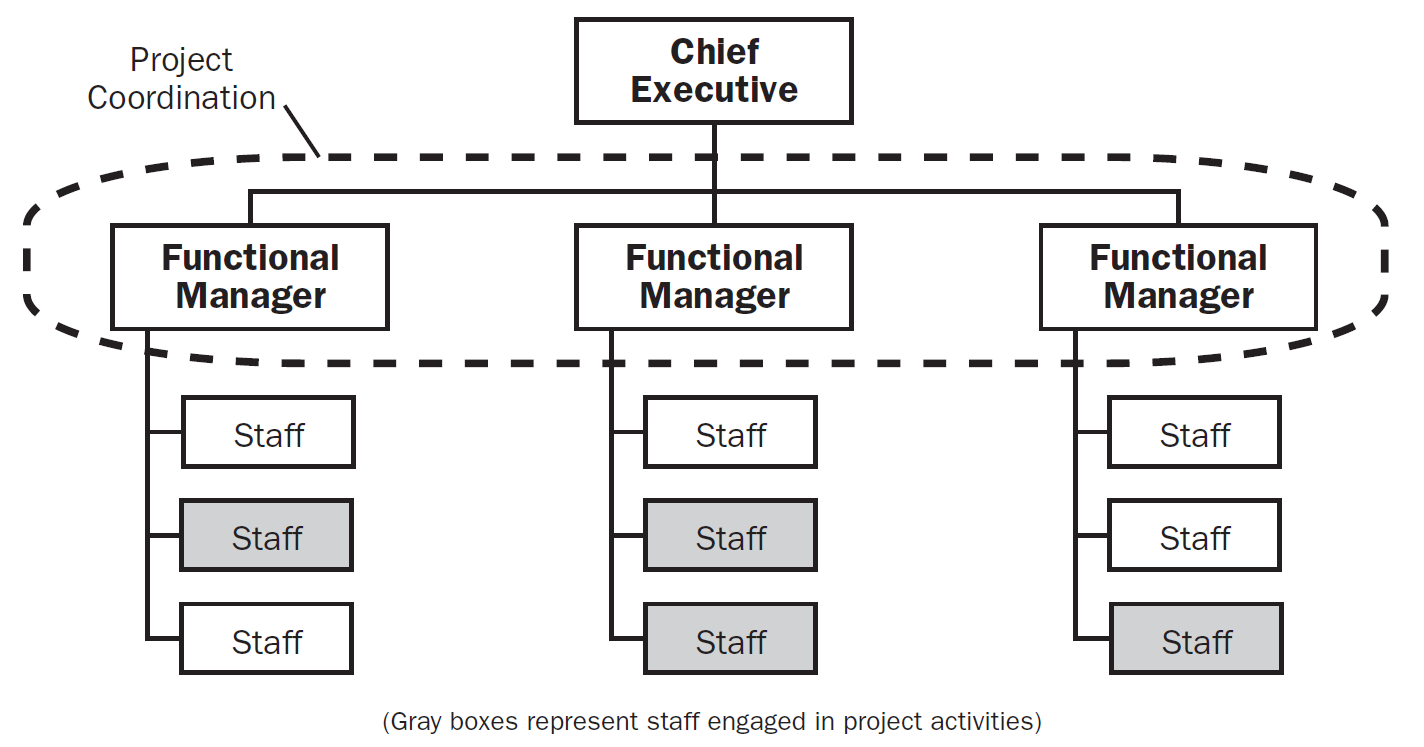 Chief
Executive
Project
Coordination
Functional
Manager
Functional
Manager
Functional
Manager
Staff
Staff
Staff
Staff
Staff
Staff
Staff
Staff
Staff
(Gray boxes represent staff engaged in project activities)